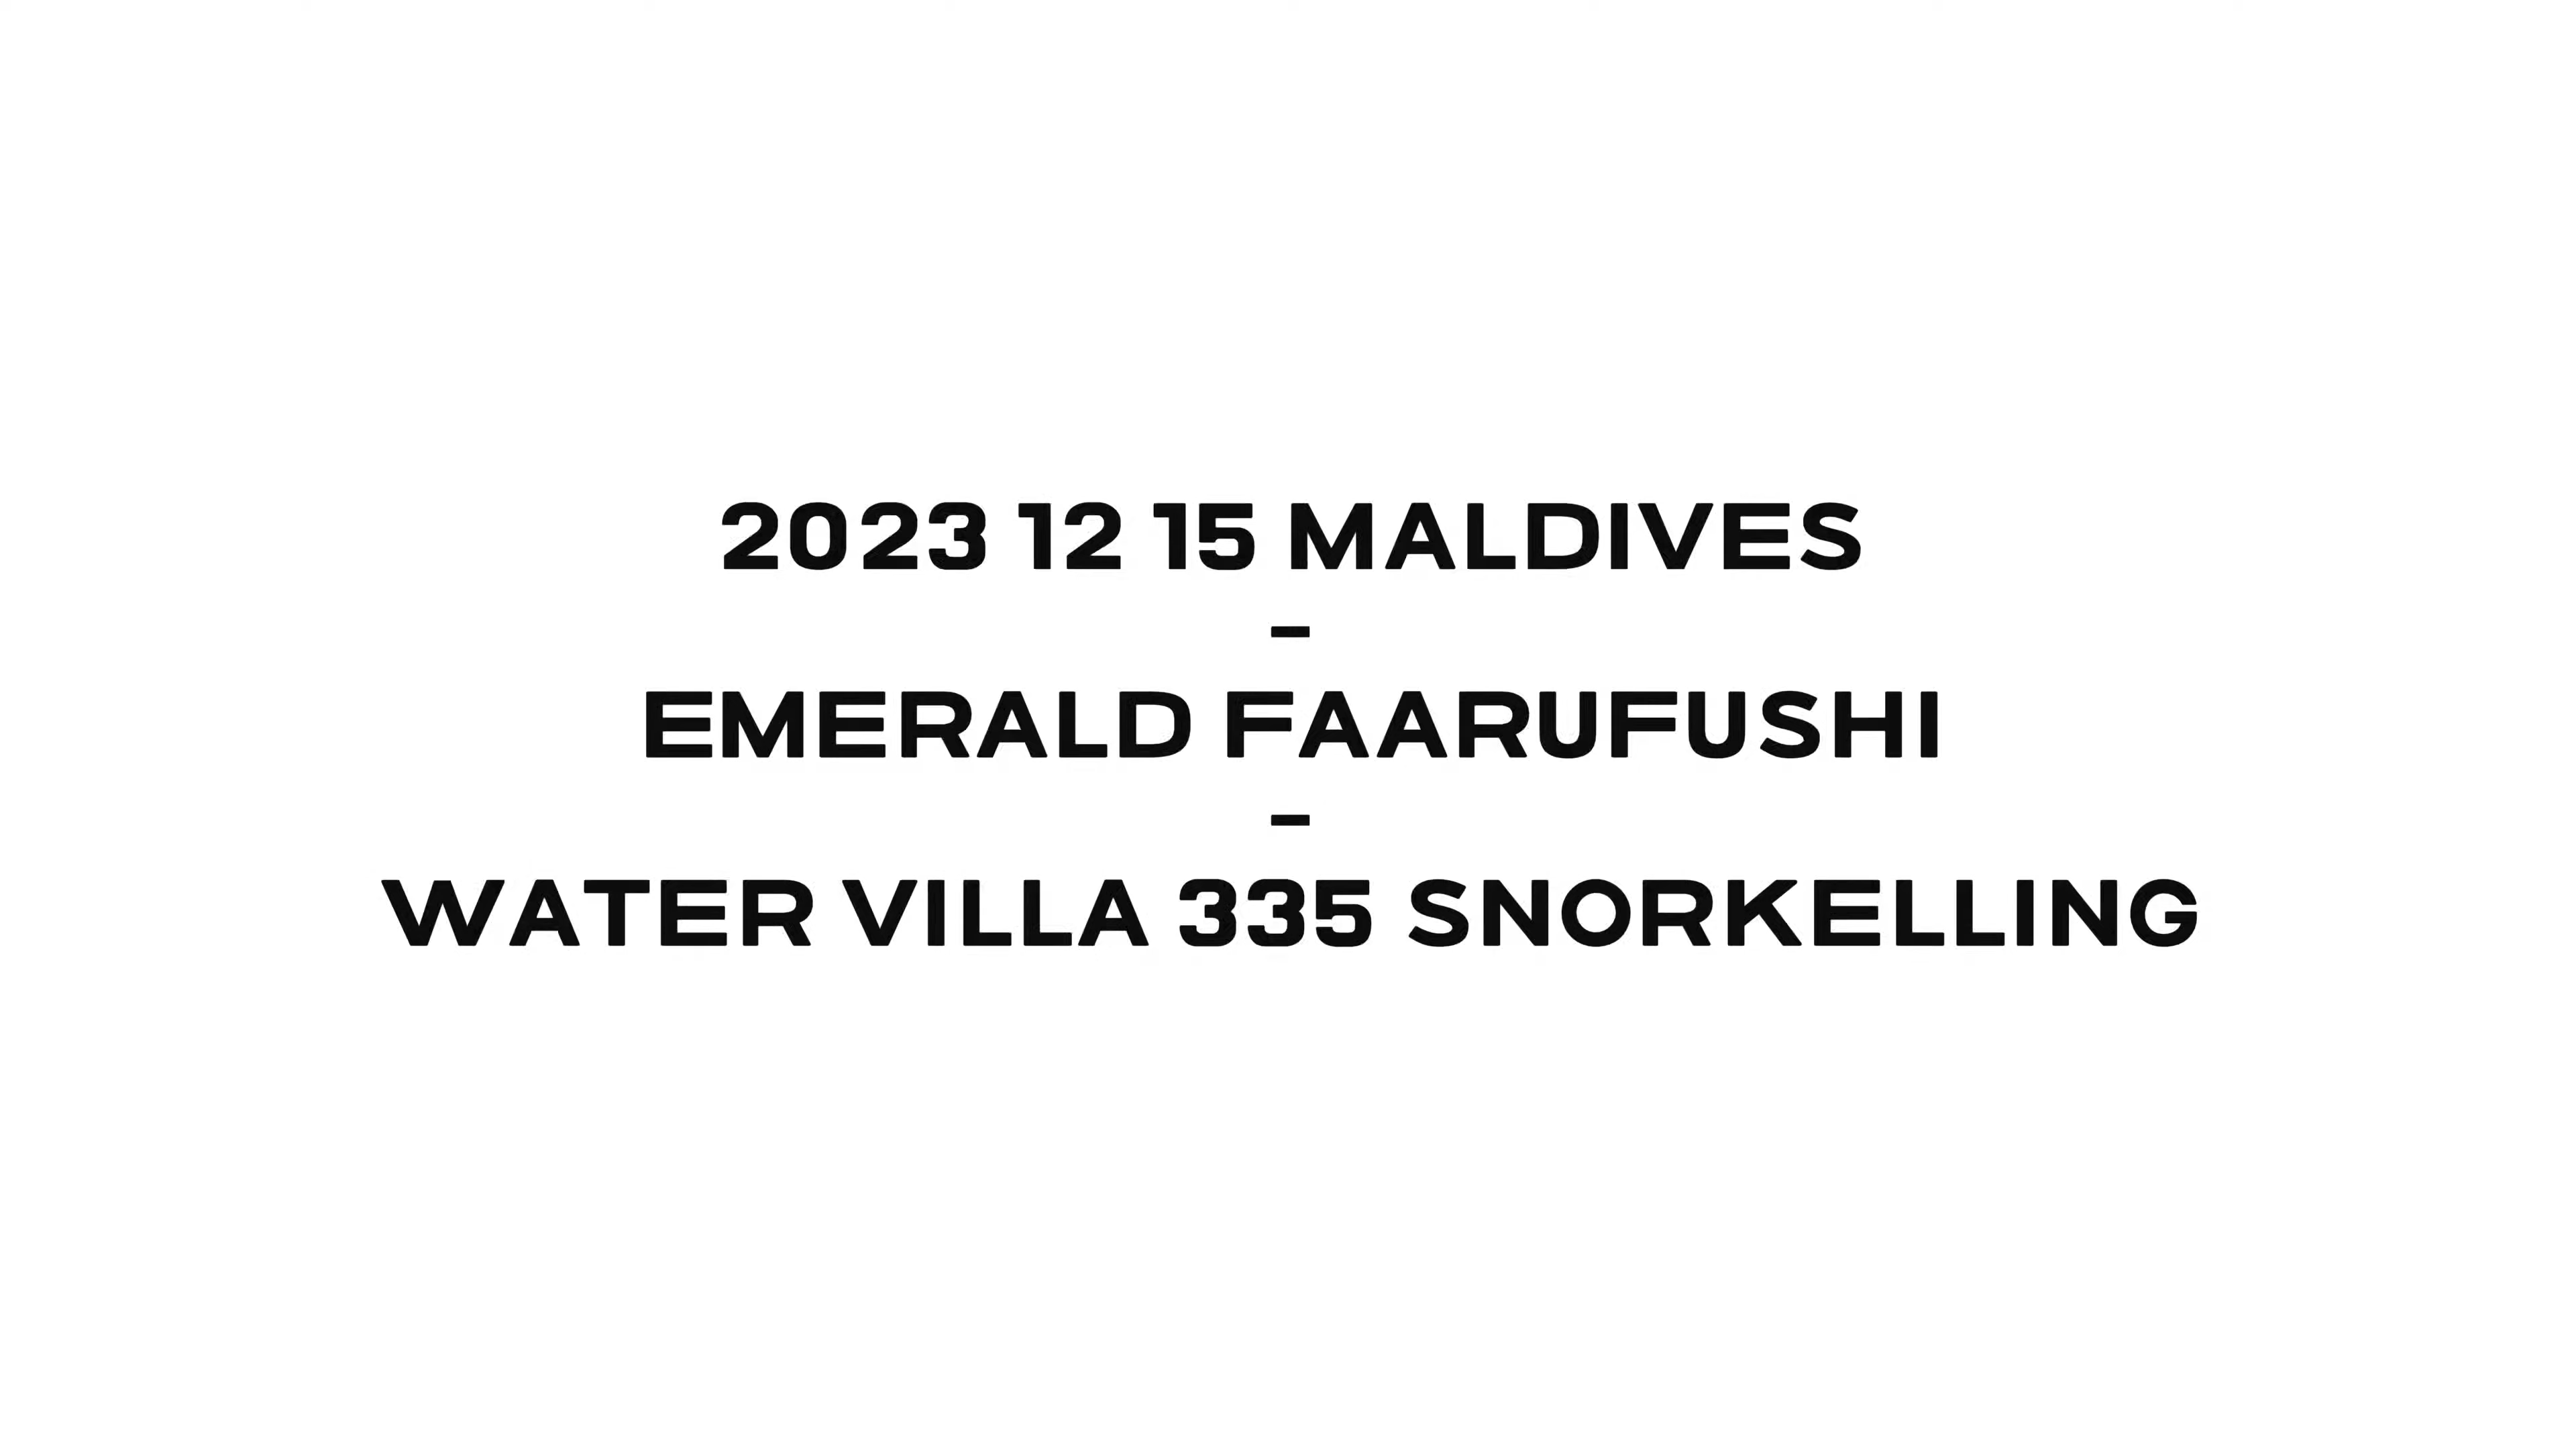 2023 12 15 MALDIVES
-
EMERALD FAARUFUSHI
-
WATER VILLA 335 SNORKELLING